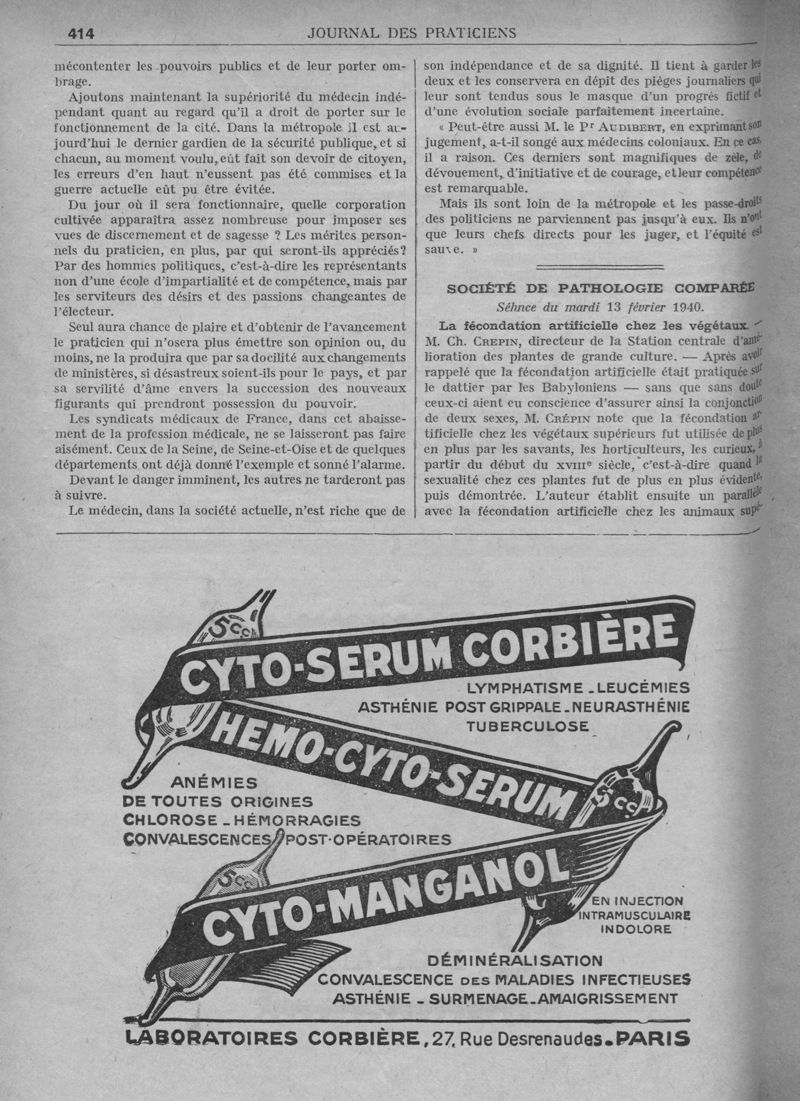 414
JOURNAL DES PRATICIENS
mécontenter les pouvoirs publics et de leur porter om-
brage.
Ajoutons maintenant la supériorité du médecin indé-
pendant quant au regard qu'il a droit de porter sur le
fonctionnement de la cité. Dans la métropole il est au-
jourd'hui le dernier gardien de la sécurité publique, et si
chacun, au moment voulu, eût fait son devoir de citoyen,
les erreurs d'en haut n'eussent pas été commises et la
guerre actuelle eût pu être évitée.
Du jour où il sera fonctionnaire, quelle corporation
cultivée apparaîtra assez nombreuse pour imposer ses
vues de discernement et de sagesse ? Les mérites person-
nels du praticien, en plus, par qui seront-ils appréciés?
Par des hommes politiques, c'est-à-dire les représentants
non d'une école d'impartialité et de compétence, mais par
les serviteurs des désirs et des passions changeantes de
l'électeur.
Seul aura chance de plaire et d'obtenir de l'avancement
le praticien qui n'osera plus émettre son opinion ou, du
moins, ne la produira que par sa docilité aux changements
de ministères, si désastreux soient-ils pour le pays, et par
sa servilité d'âme envers la succession des nouveaux
figurants qui prendront possession du pouvoir.
Les syndicats médicaux de France, dans cet abaisse-
ment de la profession médicale, ne se laisseront pas faire
aisément. Ceux de la Seine, de Seine-et-Oise et de quelques
départements ont déjà donné l'exemple et sonné l'alarme.
Devant le danger imminent, les autres ne tarderont pas
à suivre.
Le médecin, dans la société actuelle, n'est riche que de
son indépendance et de sa dignité. Il tient à garder les
deux et les conservera en dépit des pièges journaliers qui
leur sont tendus sous le masque d'un progrès fictif et
d'une évolution sociale parfaitement incertaine.
« Peut-être aussi M. le Pr AUDIBERT, en exprimant son
jugement, a-t-il songé aux médecins coloniaux. En ce cas,
il a raison. Ces derniers sont magnifiques de zèle, de
dévouement, d'initiative et de courage, et leur compétence
est remarquable.
Mais ils sont loin de la métropole et les passe-droits
des politiciens ne parviennent pas jusqu'à eux. Ils n'ont
que leurs chefs directs pour les juger, et l'équité est
sauve. »
SOCIÉTÉ DE PATHOLOGIE COMPARÉE
Séhnce du mardi 13 février 1940.
La fécondation artificielle chez les végétaux. —
M. Ch. CREPIN, directeur de la Station centrale d'amé-
lioration des plantes de grande culture. — Après avoir
rappelé que la fécondation artificielle était pratiquée sur
le dattier par les Babyloniens — sans que sans doute
ceux-ci aient eu conscience d'assurer ainsi la conjonction
de deux sexes, M. CRÉPIN note que la fécondation ar-
tificielle chez les végétaux supérieurs fut utilisée de plus
en plus par les savants, les horticulteurs, les curieux, à
partir du début du XVIIIe siècle, c'est-à-dire quand la
sexualité chez ces plantes fut de plus en plus évidente,
puis démontrée. L'auteur établit ensuite un parallèle
avec la fécondation artificielle chez les animaux supé-
5cc.
CYTO-SERUM CORBIÈRE
LYMPHATISME - LEUCÉMIES
ASTHÉNIE POST GRIPPALE - NEURASTHÉNIE
TUBERCULOSE
HEMO-CYTO-SERUM
5cc
ANÉMIES
DE TOUTES ORIGINES
CHLOROSE - HÉMORRAGIES
CONVALESCENCES POST-OPÉRATOIRES
5cc
CYTO-MANGANOL
EN INJECTION
INTRAMUSCULAIRE
INDOLORE
DÉMINÉRALISATION
CONVALESCENCE DES MALADIES INFECTIEUSES
ASTHÉNIE - SURMENAGE - AMAIGRISSEMENT
LABORATOIRES CORBIÈRE, 27, Rue Desrenaudes - PARIS